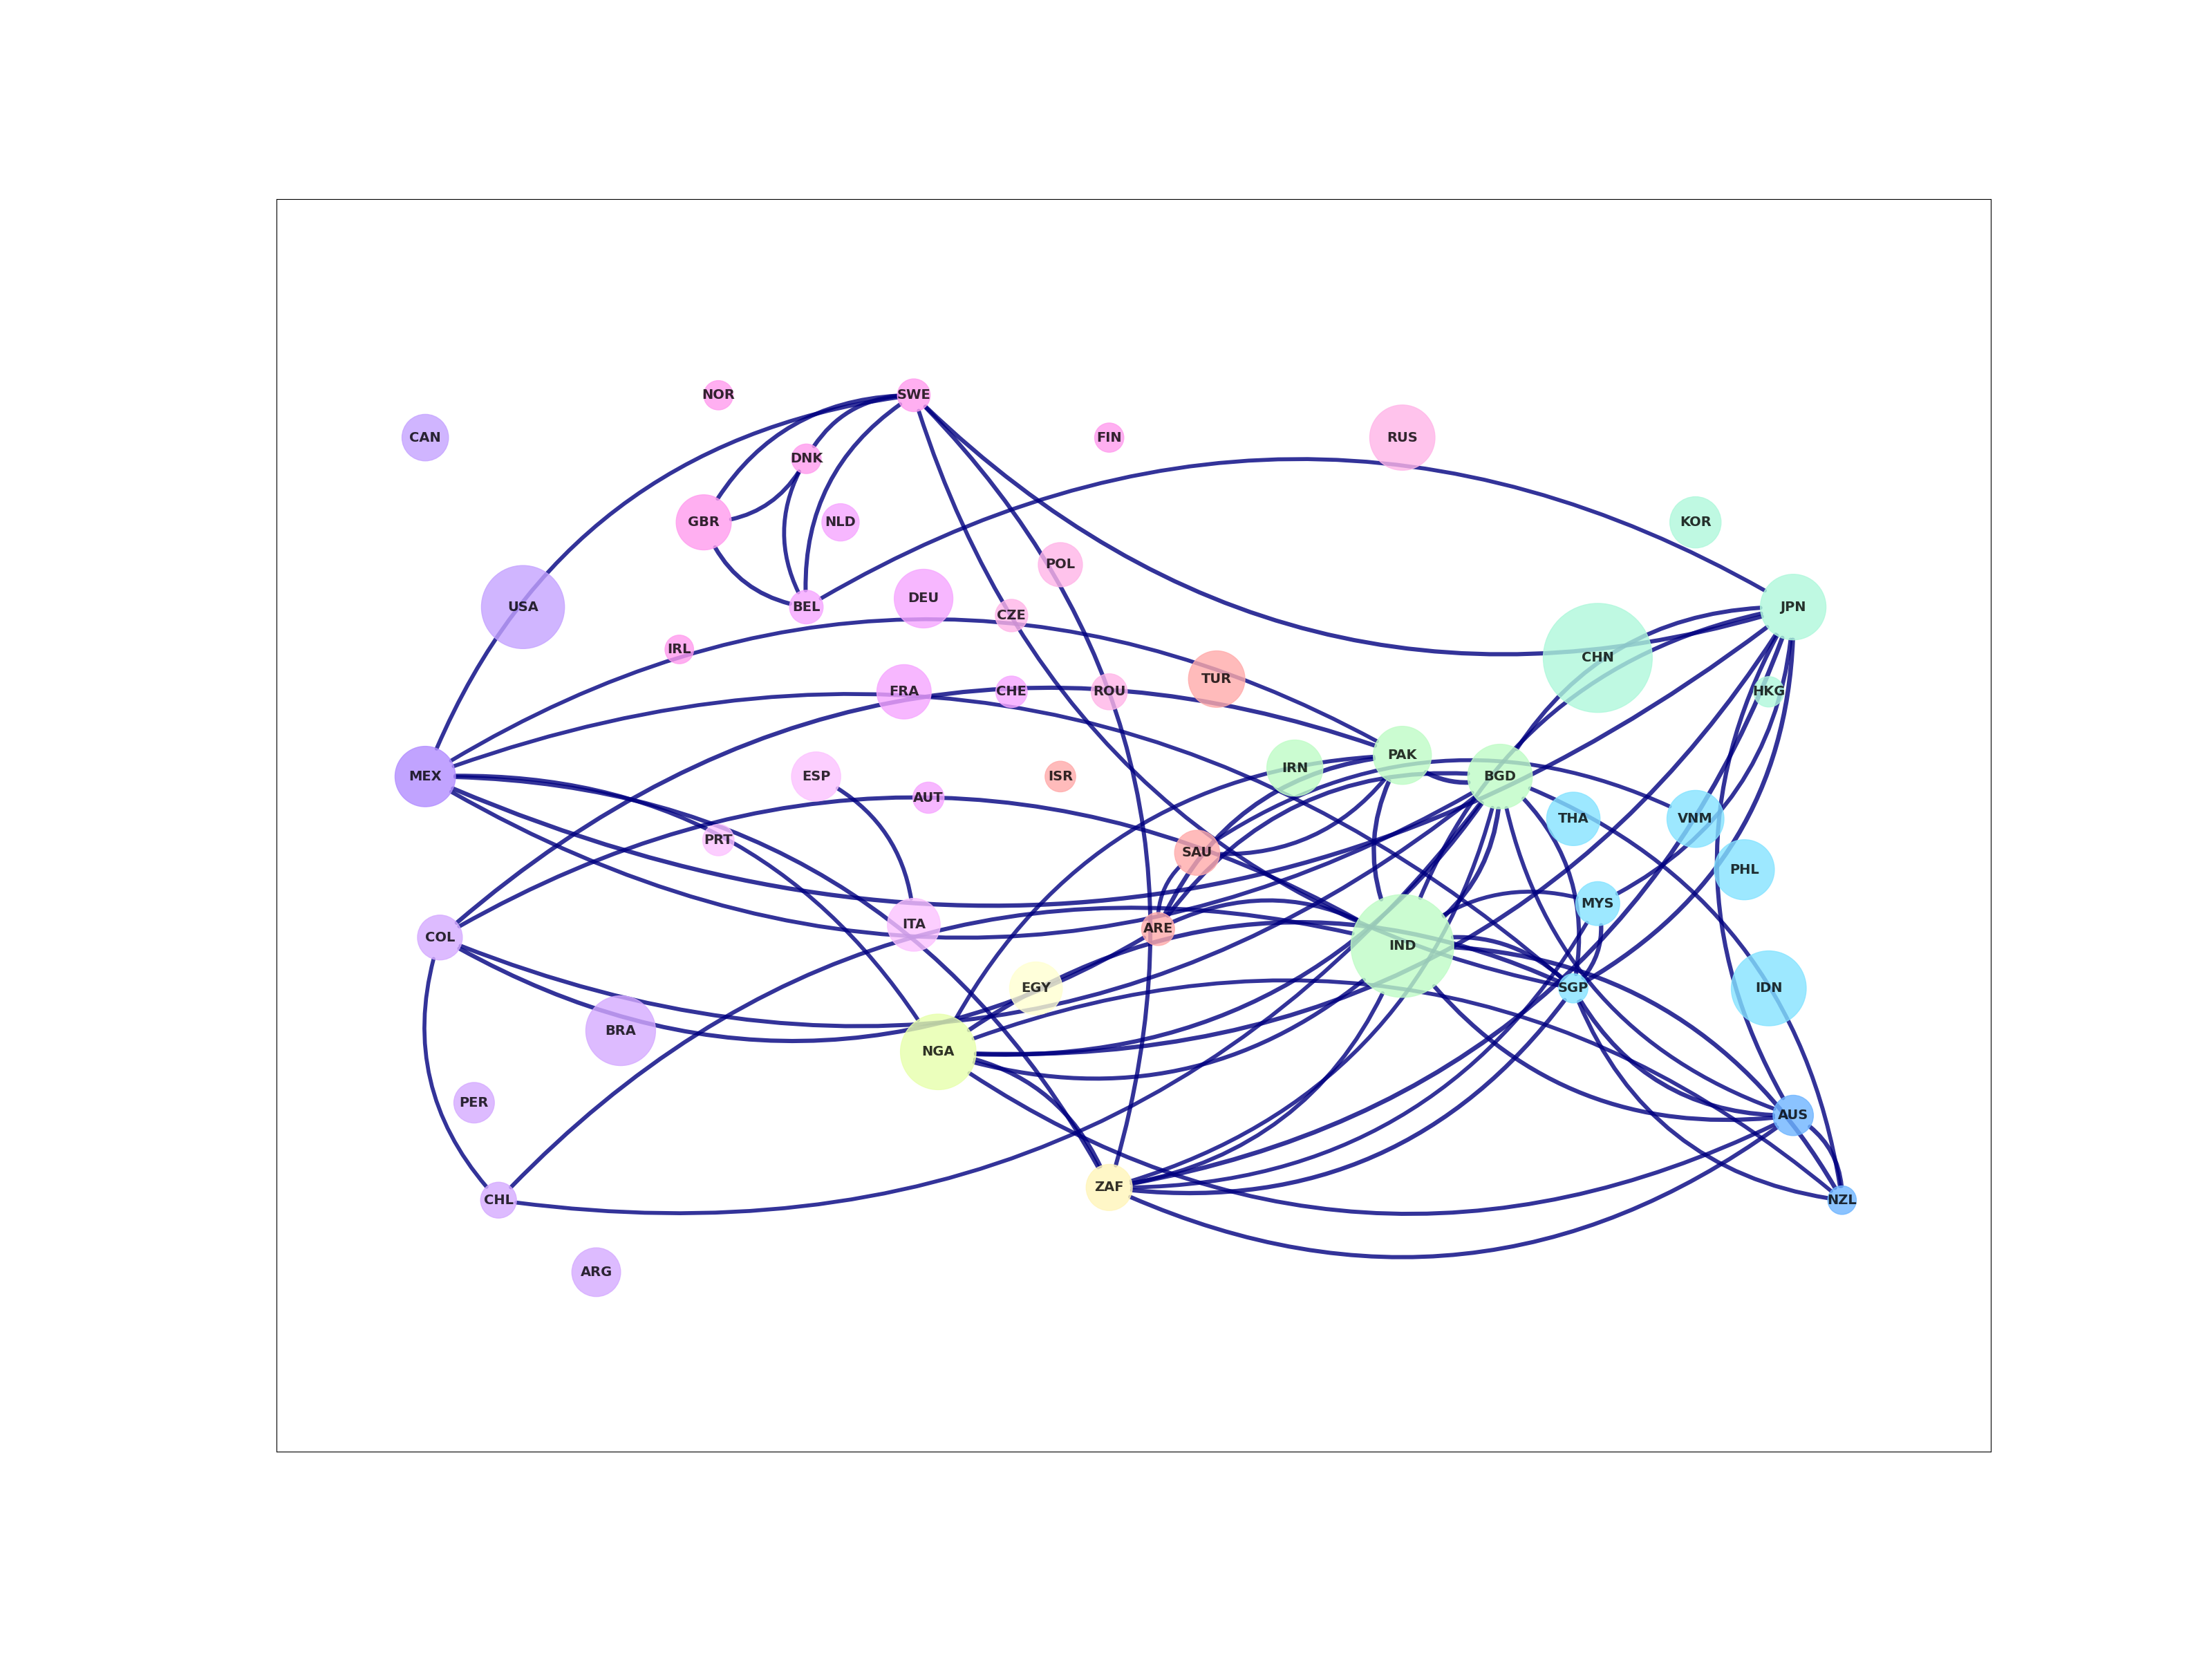 NOR
SWE
CAN
FIN
RUS
DNK
GBR
NLD
KOR
POL
DEU
USA
BEL
CZE
JPN
IRL
CHN
TUR
FRA
CHE
ROU
HKG
PAK
IRN
MEX
ESP
ISR
BGD
AUT
THA
VNM
PRT
SAU
PHL
MYS
ITA
ARE
COL
IND
EGY
SGP
IDN
BRA
NGA
PER
AUS
ZAF
CHL
NZL
ARG